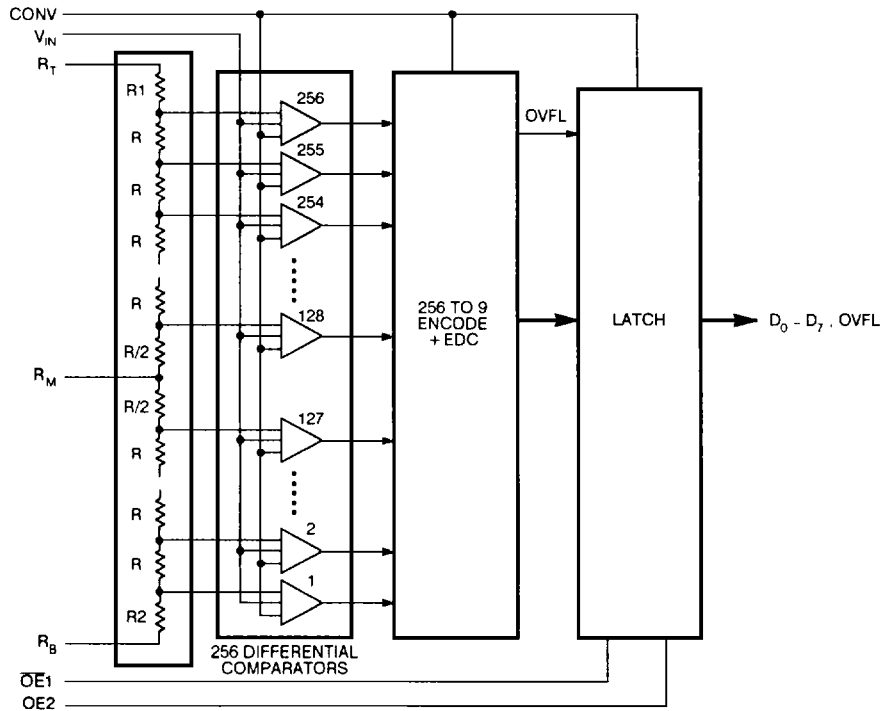 CONV
V_IN
R_T
R1
R
R
R
R
R/2
R_M
R/2
R
R
R
R2
R_B
256
255
254
128
127
2
1
256 DIFFERENTIAL
COMPARATORS
256 TO 9
ENCODE
+ EDC
OVFL
LATCH
D_0 – D_7 , OVFL
OE1
OE2